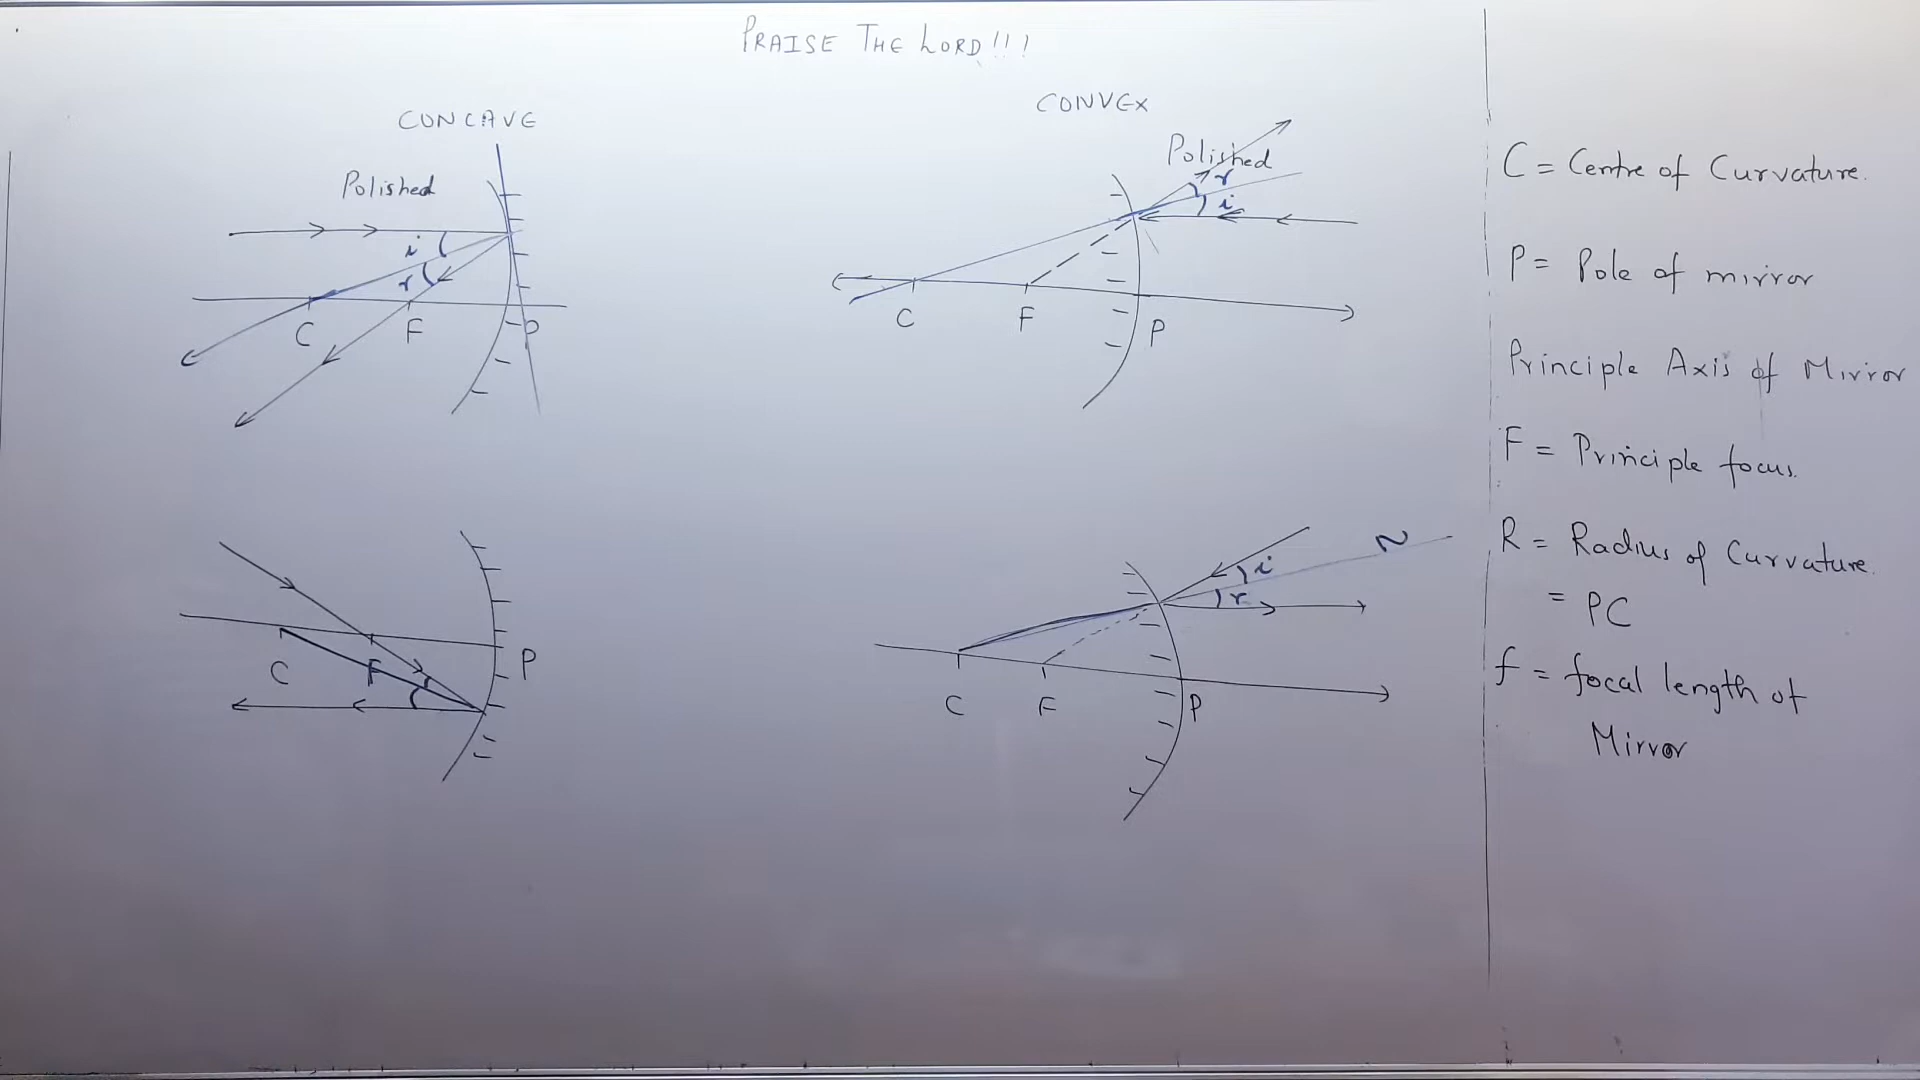 PRAISE THE LORD!!!
CONCAVE
Polished
i
r
C
F
P
CONVEX
Polished
r
i
C
F
P
C
F
P
N
i
r
C
F
P
C = Centre of Curvature.
P = Pole of mirror
Principle Axis of Mirror
F = Principle focus.
R = Radius of Curvature.
= PC
f = focal length of
Mirror